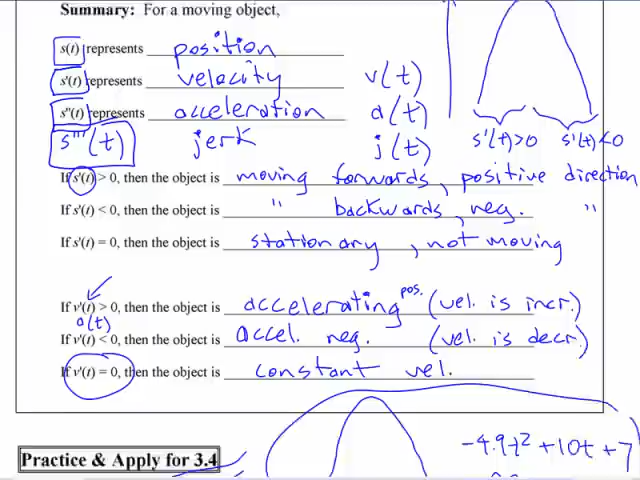 Summary: For a moving object,
s(t) represents position
s'(t) represents velocity v(t)
s"(t) represents acceleration a(t)
s'''(t) jerk j(t)
s'(t)>0 s'(t)<0
If s'(t) > 0, then the object is moving forwards, positive direction
If s'(t) < 0, then the object is " backwards, neg. "
If s'(t) = 0, then the object is stationary, not moving
If v'(t) > 0, then the object is accelerating pos. (vel. is incr.)
a(t)
If v'(t) < 0, then the object is accel. neg. (vel. is decr.)
If v'(t) = 0, then the object is constant vel.
-4.9t²+10t+7
Practice & Apply for 3.4